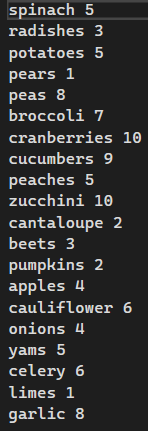 spinach 5
radishes 3
potatoes 5
pears 1
peas 8
broccoli 7
cranberries 10
cucumbers 9
peaches 5
zucchini 10
cantaloupe 2
beets 3
pumpkins 2
apples 4
cauliflower 6
onions 4
yams 5
celery 6
limes 1
garlic 8